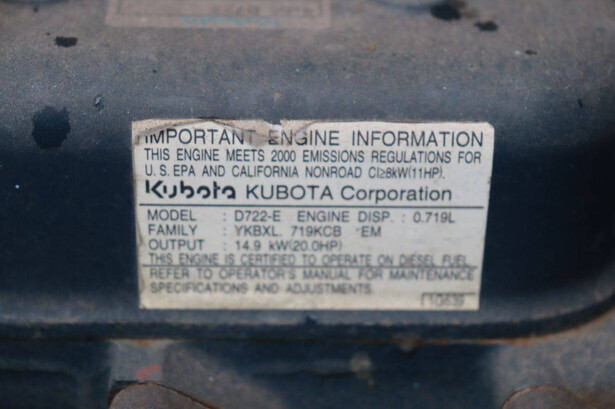 IMPORTANT ENGINE INFORMATION
THIS ENGINE MEETS 2000 EMISSIONS REGULATIONS FOR
U.S. EPA AND CALIFORNIA NONROAD CI≥8kW(11HP).
Kubota KUBOTA Corporation
MODEL : D722-E ENGINE DISP. : 0.719L
FAMILY : YKBXL. 719KCB EM
OUTPUT : 14.9 kW(20.0HP)
THIS ENGINE IS CERTIFIED TO OPERATE ON DIESEL FUEL
REFER TO OPERATOR'S MANUAL FOR MAINTENANCE
SPECIFICATIONS AND ADJUSTMENTS.